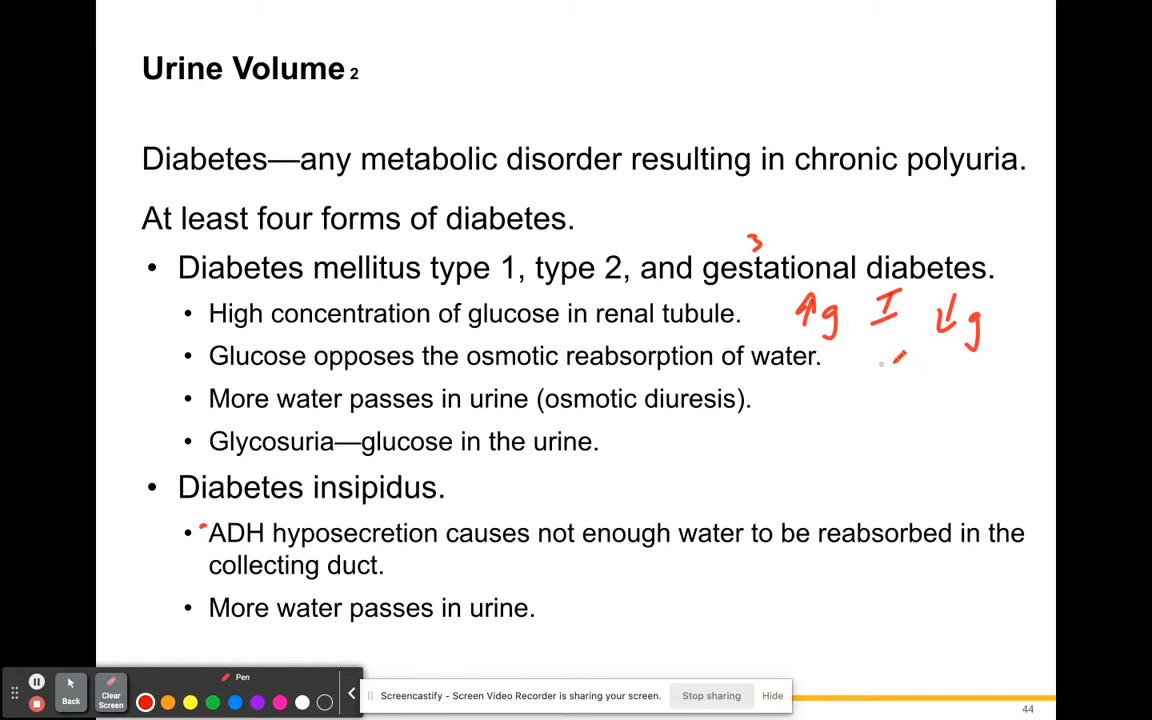 Urine Volume 2
Diabetes—any metabolic disorder resulting in chronic polyuria.
At least four forms of diabetes.
3
• Diabetes mellitus type 1, type 2, and gestational diabetes.
• High concentration of glucose in renal tubule. ↑g I ↓g
• Glucose opposes the osmotic reabsorption of water.
• More water passes in urine (osmotic diuresis).
• Glycosuria—glucose in the urine.
• Diabetes insipidus.
• ADH hyposecretion causes not enough water to be reabsorbed in the
collecting duct.
• More water passes in urine.
Pen
Back
Clear
Screen
Screencastify - Screen Video Recorder is sharing your screen. Stop sharing Hide
44